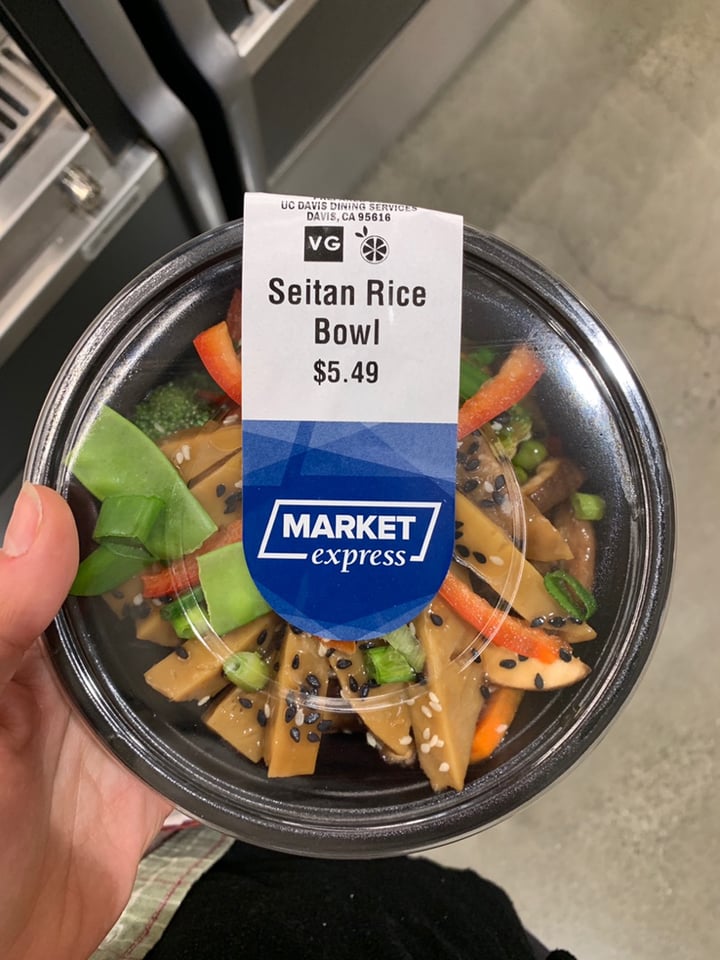 UC DAVIS DINING SERVICES
DAVIS, CA 95616
VG
Seitan Rice
Bowl
$5.49
MARKET
express